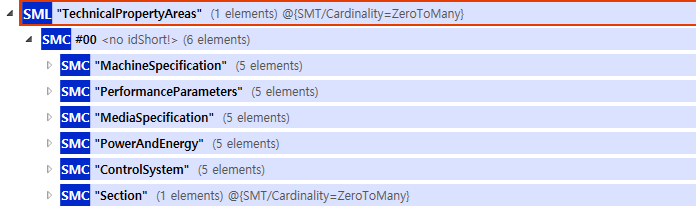 SML "TechnicalPropertyAreas" (1 elements) @{SMT/Cardinality=ZeroToMany}
SMC #00 <no idShort!> (6 elements)
SMC "MachineSpecification" (5 elements)
SMC "PerformanceParameters" (5 elements)
SMC "MediaSpecification" (5 elements)
SMC "PowerAndEnergy" (5 elements)
SMC "ControlSystem" (5 elements)
SMC "Section" (1 elements) @{SMT/Cardinality=ZeroToMany}